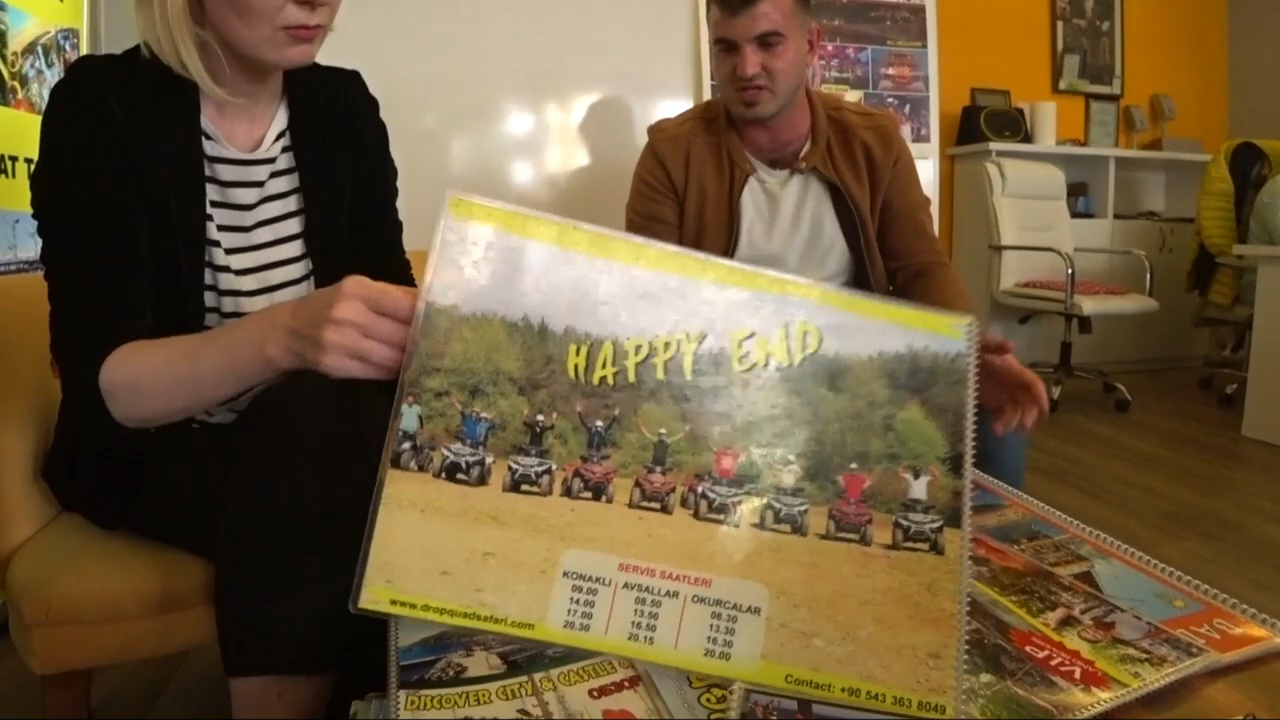 AT T
HAPPY END
SERVİS SAATLERİ
KONAKLI
09.00
14.00
17.00
20.30
AVSALLAR
08.50
13.50
16.50
20.15
OKURCALAR
08.30
13.30
16.30
20.00
www.dropquadsafari.com
Contact: +90 543 363 8049
DISCOVER CITY & CASTLE &
VIP